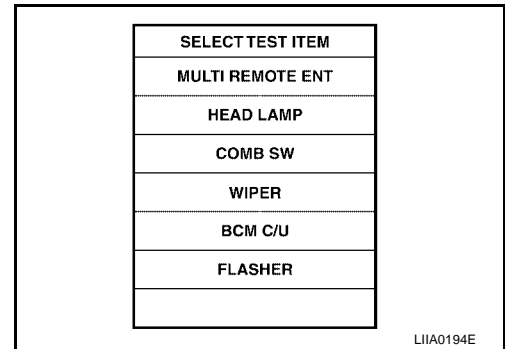 SELECT TEST ITEM
MULTI REMOTE ENT
HEAD LAMP
COMB SW
WIPER
BCM C/U
FLASHER
LIIA0194E